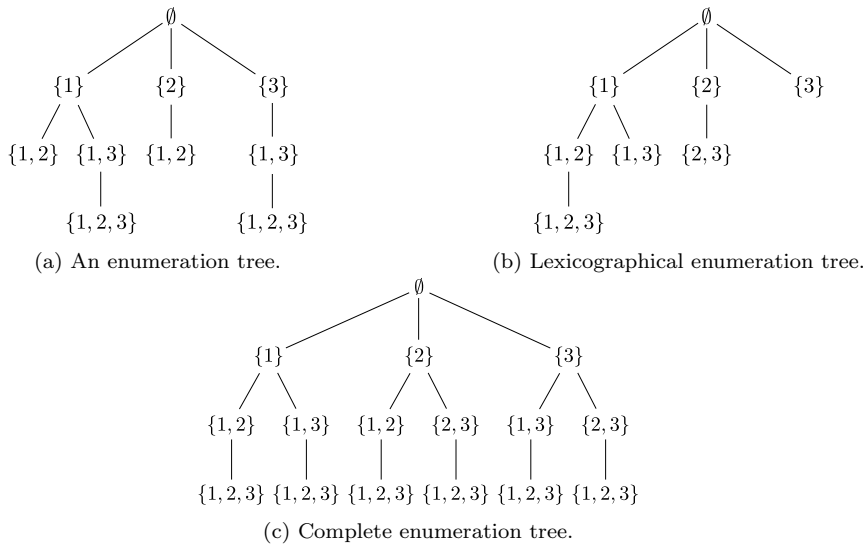 ∅ ∅
{1} {2} {3} {1} {2} {3}
{1, 2} {1, 3} {1, 2} {1, 3} {1, 2} {1, 3} {2, 3}
{1, 2, 3} {1, 2, 3} {1, 2, 3}
(a) An enumeration tree. (b) Lexicographical enumeration tree.
∅
{1} {2} {3}
{1, 2} {1, 3} {1, 2} {2, 3} {1, 3} {2, 3}
{1, 2, 3} {1, 2, 3} {1, 2, 3} {1, 2, 3} {1, 2, 3} {1, 2, 3}
(c) Complete enumeration tree.